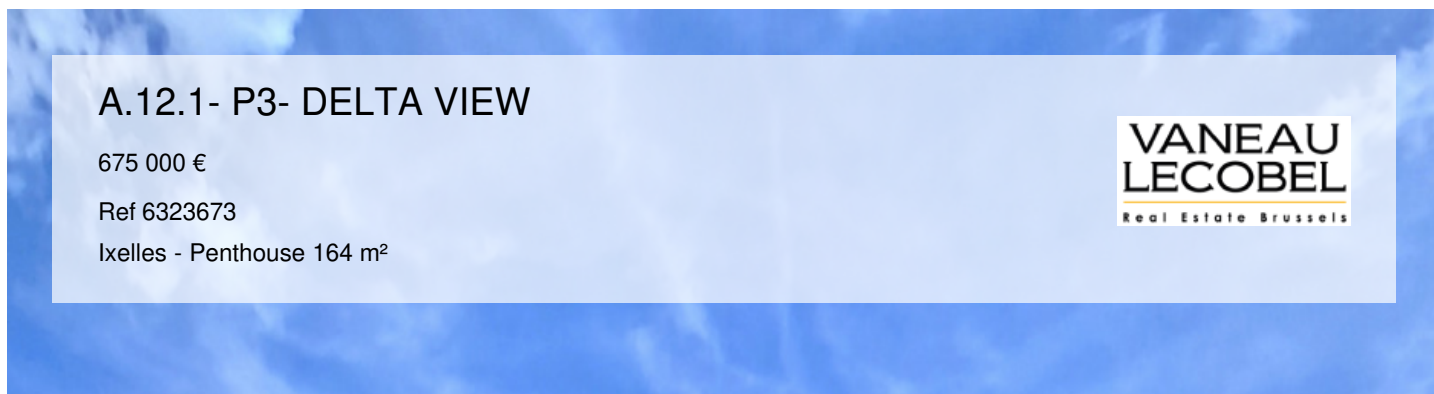 A.12.1- P3- DELTA VIEW
675 000 €
Ref 6323673
Ixelles - Penthouse 164 m²
VANEAU
LECOBEL
Real Estate Brussels